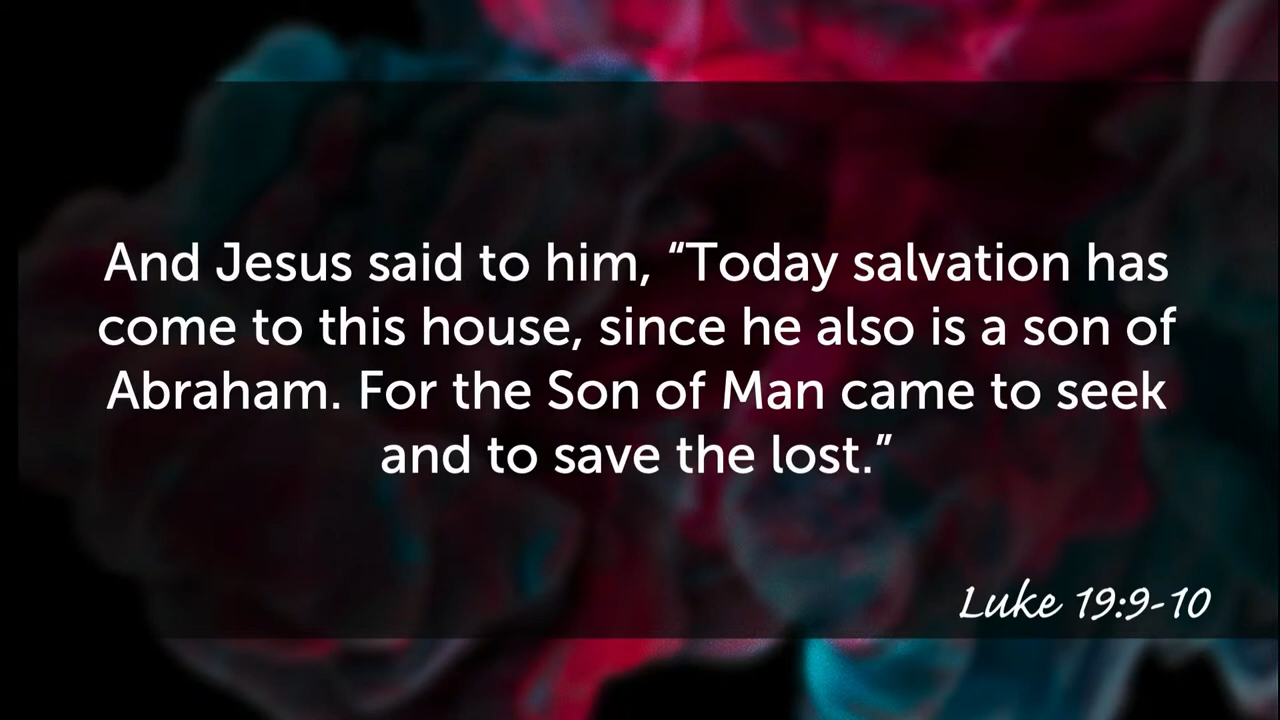 And Jesus said to him, “Today salvation has
come to this house, since he also is a son of
Abraham. For the Son of Man came to seek
and to save the lost.”
Luke 19:9-10